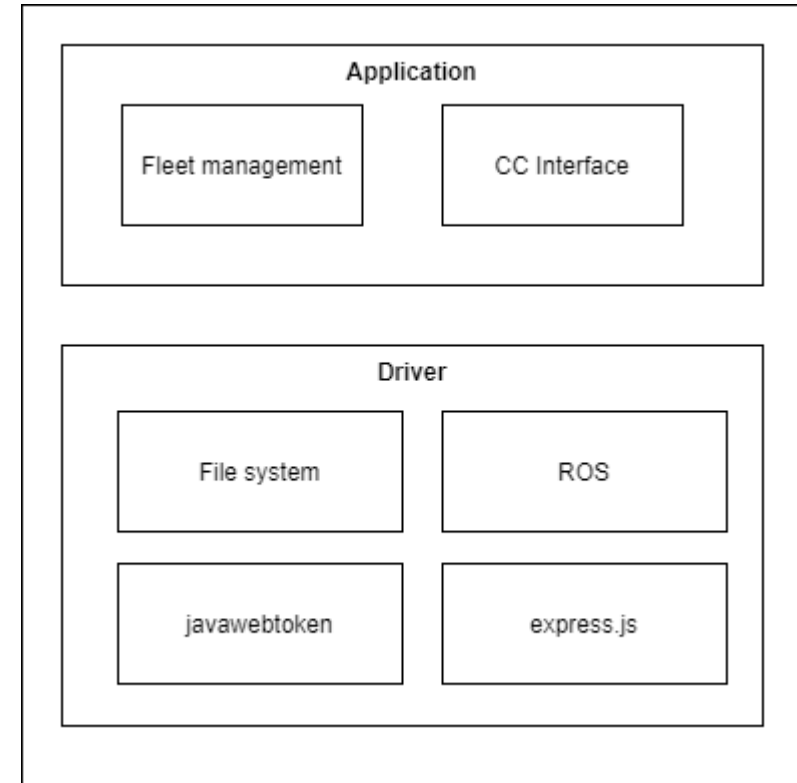 Application
Fleet management
CC Interface
Driver
File system
ROS
javawebtoken
express.js